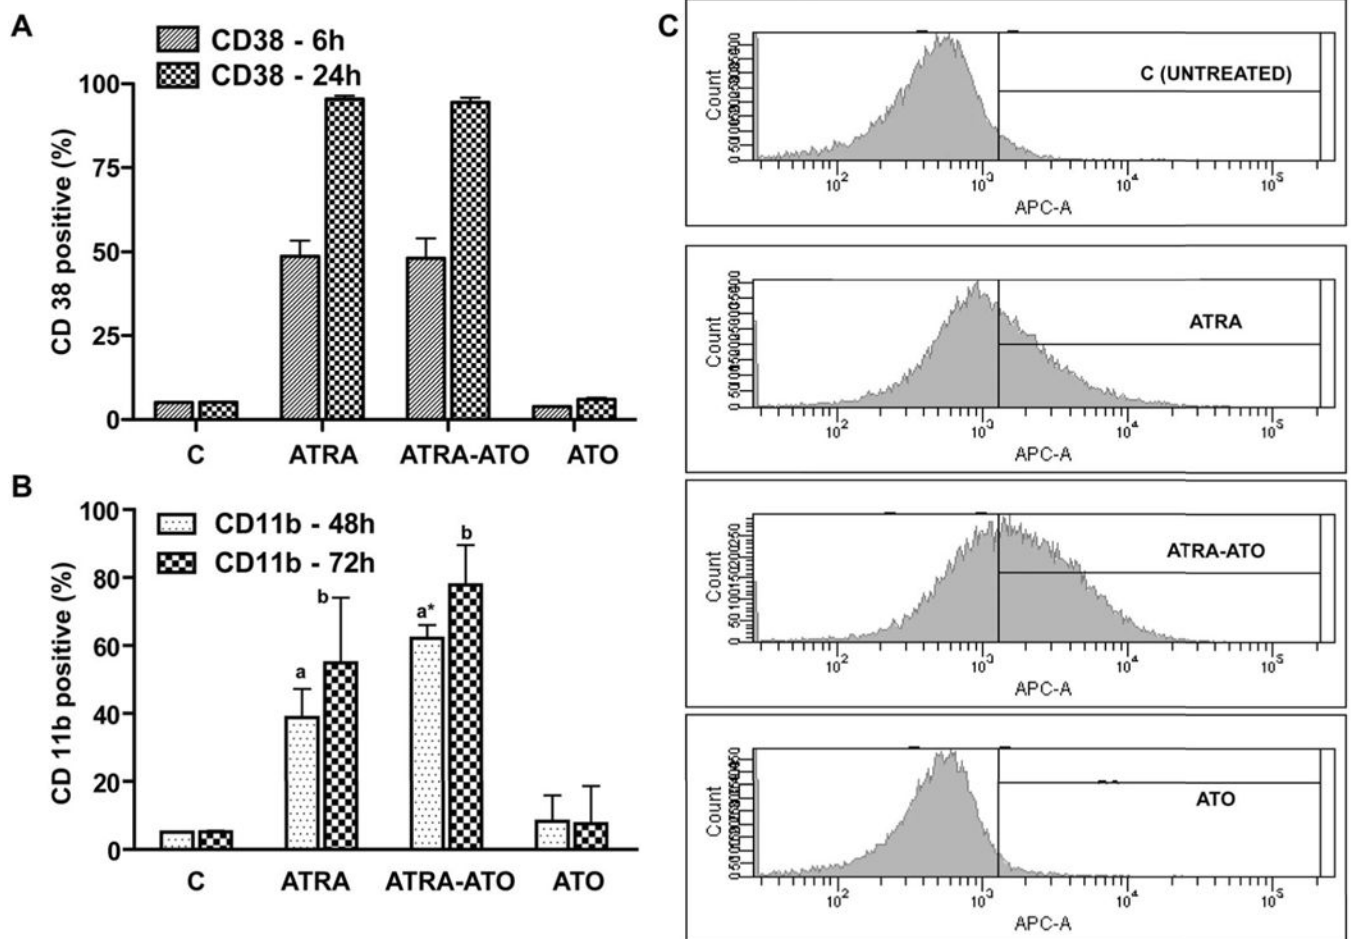 A
CD38 - 6h
CD38 - 24h
CD 38 positive (%)
100
75
50
25
0
C ATRA ATRA-ATO ATO
B
CD11b - 48h
CD11b - 72h
CD 11b positive (%)
100
80
60
40
20
0
a b a* b
C ATRA ATRA-ATO ATO
C
C (UNTREATED)
Count
10² 10³ 10⁴ 10⁵
APC-A
ATRA
Count
10² 10³ 10⁴ 10⁵
APC-A
ATRA-ATO
Count
10² 10³ 10⁴ 10⁵
APC-A
ATO
Count
10² 10³ 10⁴ 10⁵
APC-A